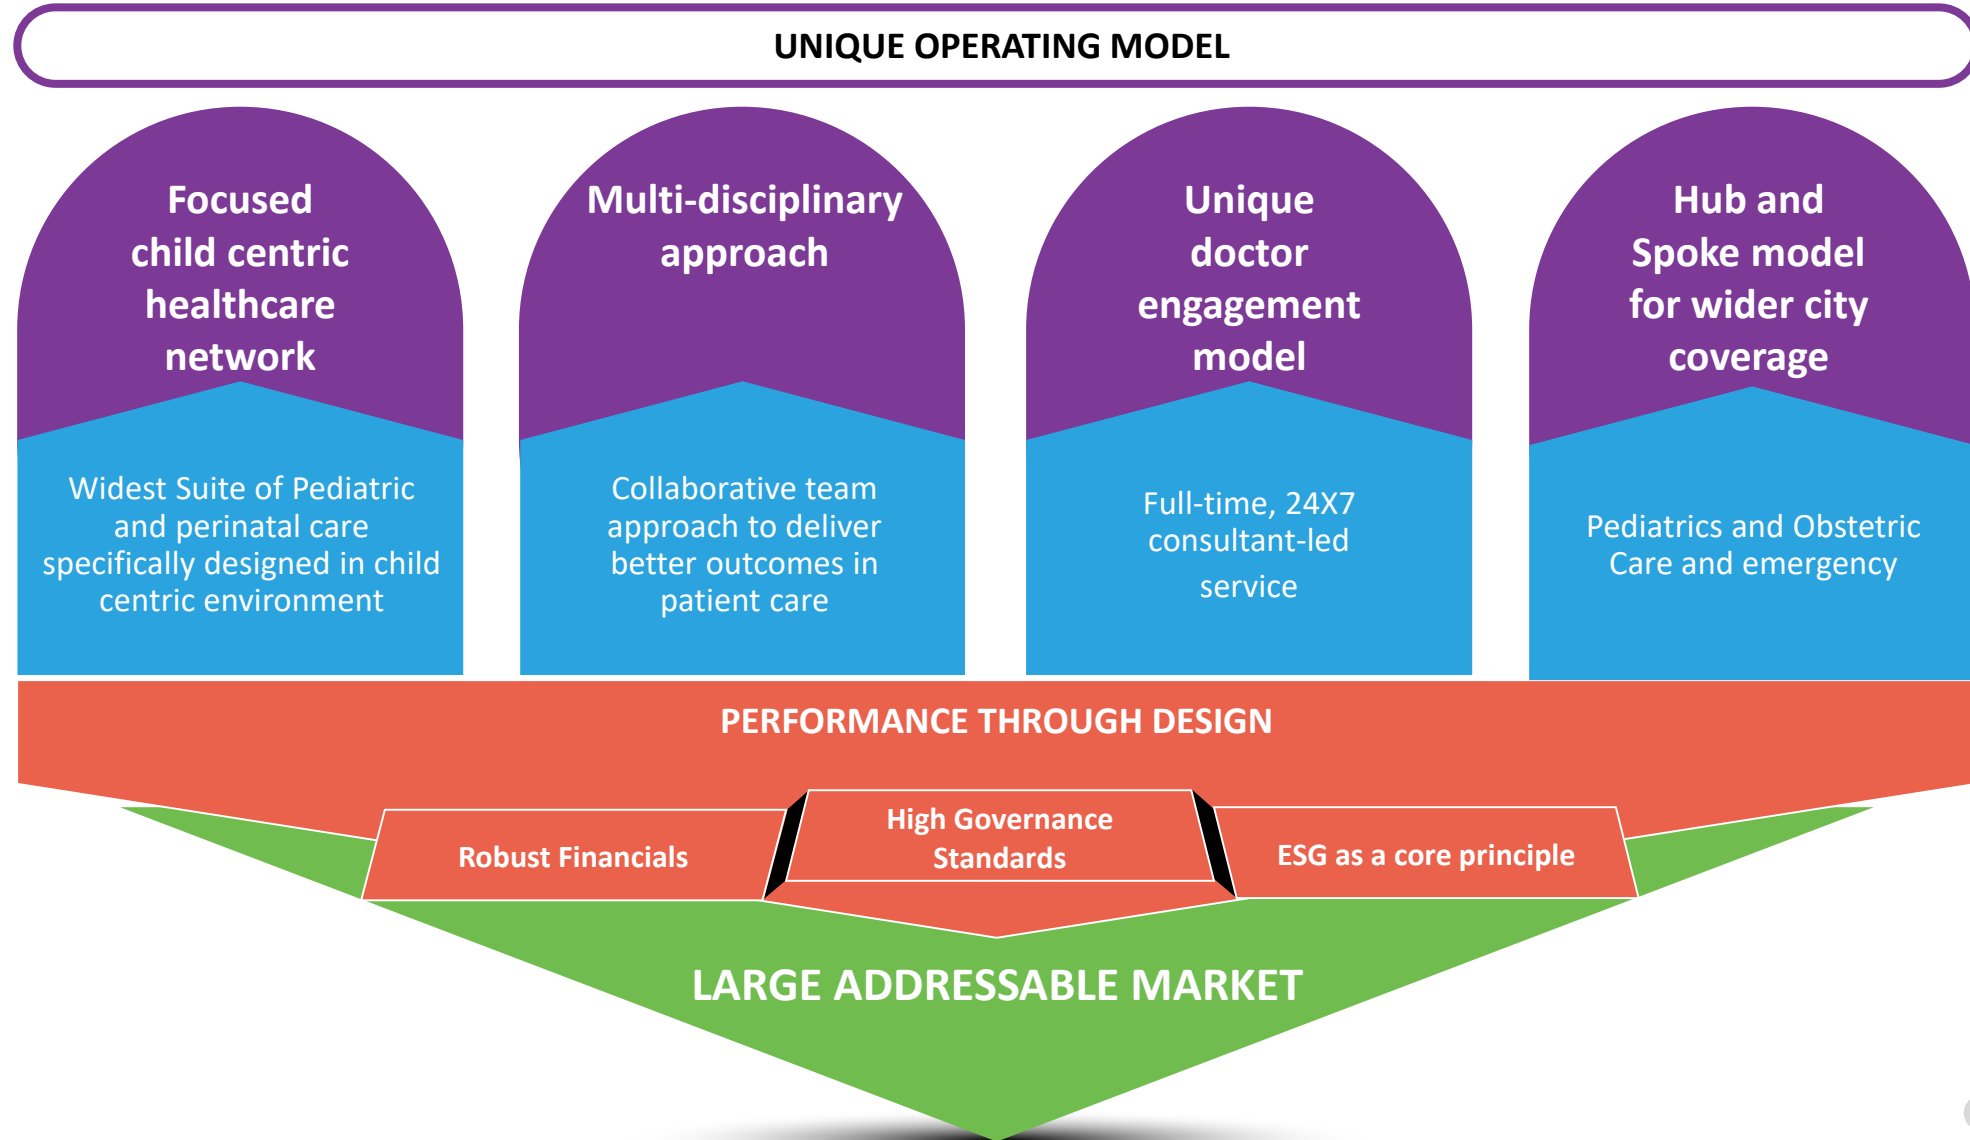 UNIQUE OPERATING MODEL
Focused
child centric
healthcare
network
Multi-disciplinary
approach
Unique
doctor
engagement
model
Hub and
Spoke model
for wider city
coverage
Widest Suite of Pediatric
and perinatal care
specifically designed in child
centric environment
Collaborative team
approach to deliver
better outcomes in
patient care
Full-time, 24X7
consultant-led
service
Pediatrics and Obstetric
Care and emergency
PERFORMANCE THROUGH DESIGN
Robust Financials
High Governance
Standards
ESG as a core principle
LARGE ADDRESSABLE MARKET